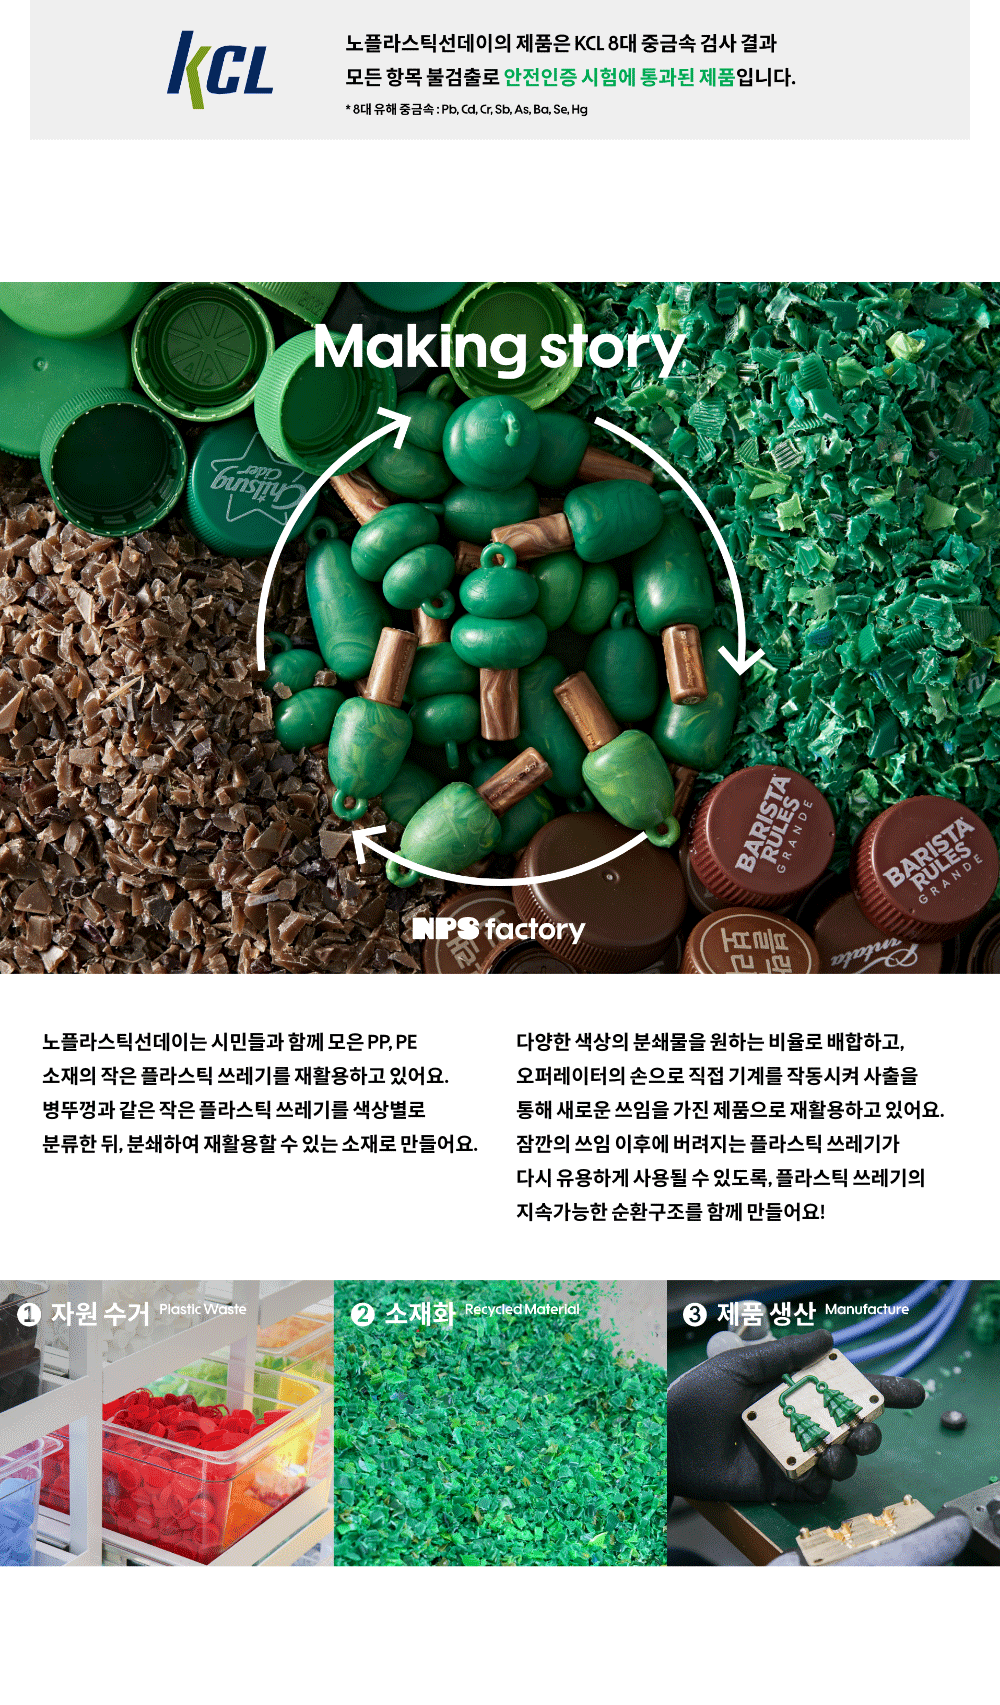 KCL
노플라스틱선데이의 제품은 KCL 8대 중금속 검사 결과
모든 항목 불검출로 안전인증 시험에 통과된 제품입니다.
* 8대 유해 중금속 : Pb, Cd, Cr, Sb, As, Ba, Se, Hg
Making story
Chilsung
Cider
BARISTA
RULES
GRANDE
BARISTA
RULES
GRANDE
NPS factory
노플라스틱선데이는 시민들과 함께 모은 PP, PE
소재의 작은 플라스틱 쓰레기를 재활용하고 있어요.
병뚜껑과 같은 작은 플라스틱 쓰레기를 색상별로
분류한 뒤, 분쇄하여 재활용할 수 있는 소재로 만들어요.
다양한 색상의 분쇄물을 원하는 비율로 배합하고,
오퍼레이터의 손으로 직접 기계를 작동시켜 사출을
통해 새로운 쓰임을 가진 제품으로 재활용하고 있어요.
잠깐의 쓰임 이후에 버려지는 플라스틱 쓰레기가
다시 유용하게 사용될 수 있도록, 플라스틱 쓰레기의
지속가능한 순환구조를 함께 만들어요!
1 자원 수거 Plastic Waste
2 소재화 Recycled Material
3 제품 생산 Manufacture